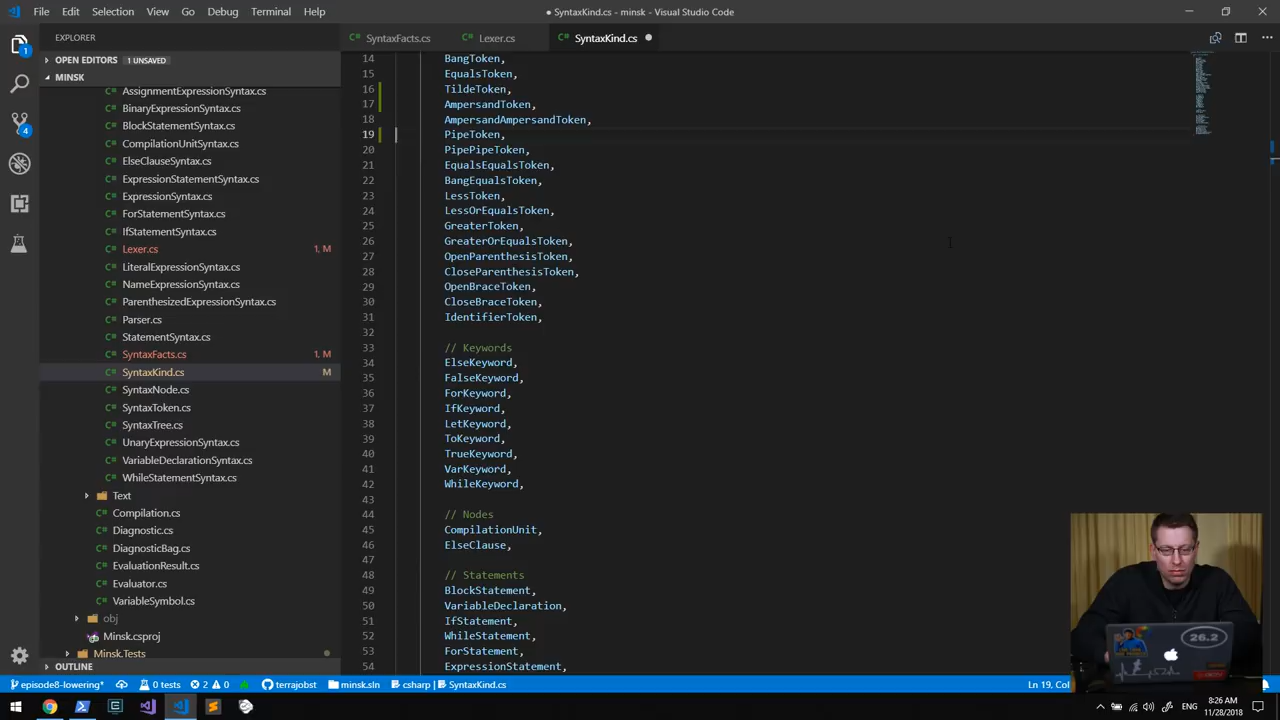 File Edit Selection View Go Debug Terminal Help
● SyntaxKind.cs - minsk - Visual Studio Code
EXPLORER
SyntaxFacts.cs Lexer.cs SyntaxKind.cs
OPEN EDITORS 1 UNSAVED
MINSK
AssignmentExpressionSyntax.cs
BinaryExpressionSyntax.cs
BlockStatementSyntax.cs
CompilationUnitSyntax.cs
ElseClauseSyntax.cs
ExpressionStatementSyntax.cs
ExpressionSyntax.cs
ForStatementSyntax.cs
IfStatementSyntax.cs
Lexer.cs 1, M
LiteralExpressionSyntax.cs
NameExpressionSyntax.cs
ParenthesizedExpressionSyntax.cs
Parser.cs
StatementSyntax.cs
SyntaxFacts.cs 1, M
SyntaxKind.cs M
SyntaxNode.cs
SyntaxToken.cs
SyntaxTree.cs
UnaryExpressionSyntax.cs
VariableDeclarationSyntax.cs
WhileStatementSyntax.cs
Text
Compilation.cs
Diagnostic.cs
DiagnosticBag.cs
EvaluationResult.cs
Evaluator.cs
VariableSymbol.cs
obj
Minsk.csproj
Minsk.Tests
OUTLINE
14 BangToken,
15 EqualsToken,
16 TildeToken,
17 AmpersandToken,
18 AmpersandAmpersandToken,
19 PipeToken,
20 PipePipeToken,
21 EqualsEqualsToken,
22 BangEqualsToken,
23 LessToken,
24 LessOrEqualsToken,
25 GreaterToken,
26 GreaterOrEqualsToken,
27 OpenParenthesisToken,
28 CloseParenthesisToken,
29 OpenBraceToken,
30 CloseBraceToken,
31 IdentifierToken,
32
33 // Keywords
34 ElseKeyword,
35 FalseKeyword,
36 ForKeyword,
37 IfKeyword,
38 LetKeyword,
39 ToKeyword,
40 TrueKeyword,
41 VarKeyword,
42 WhileKeyword,
43
44 // Nodes
45 CompilationUnit,
46 ElseClause,
47
48 // Statements
49 BlockStatement,
50 VariableDeclaration,
51 IfStatement,
52 WhileStatement,
53 ForStatement,
54 ExpressionStatement,
26.2
episode8-lowering* 0 tests 2 0 terrajobst minsk.sln csharp SyntaxKind.cs Ln 19, Col
ENG 8:26 AM
11/28/2018